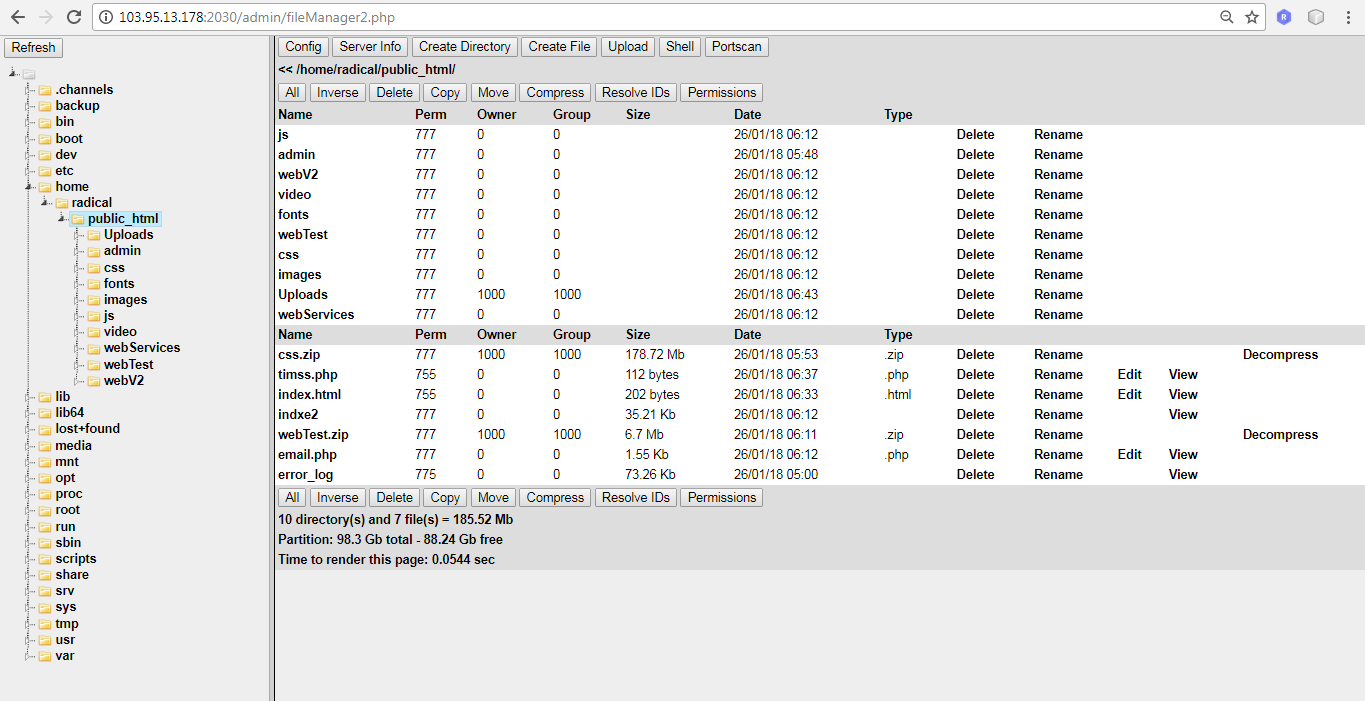 103.95.13.178:2030/admin/fileManager2.php
Refresh
.channels
backup
bin
boot
dev
etc
home
radical
public_html
Uploads
admin
css
fonts
images
js
video
webServices
webTest
webV2
lib
lib64
lost+found
media
mnt
opt
proc
root
run
sbin
scripts
share
srv
sys
tmp
usr
var
Config Server Info Create Directory Create File Upload Shell Portscan
<< /home/radical/public_html/
All Inverse Delete Copy Move Compress Resolve IDs Permissions
Name Perm Owner Group Size Date Type
js 777 0 0 26/01/18 06:12 Delete Rename
admin 777 0 0 26/01/18 05:48 Delete Rename
webV2 777 0 0 26/01/18 06:12 Delete Rename
video 777 0 0 26/01/18 06:12 Delete Rename
fonts 777 0 0 26/01/18 06:12 Delete Rename
webTest 777 0 0 26/01/18 06:12 Delete Rename
css 777 0 0 26/01/18 06:12 Delete Rename
images 777 0 0 26/01/18 06:12 Delete Rename
Uploads 777 1000 1000 26/01/18 06:43 Delete Rename
webServices 777 0 0 26/01/18 06:12 Delete Rename
Name Perm Owner Group Size Date Type
css.zip 777 1000 1000 178.72 Mb 26/01/18 05:53 .zip Delete Rename Decompress
timss.php 755 0 0 112 bytes 26/01/18 06:37 .php Delete Rename Edit View
index.html 755 0 0 202 bytes 26/01/18 06:33 .html Delete Rename Edit View
indxe2 777 0 0 35.21 Kb 26/01/18 06:12 Delete Rename View
webTest.zip 777 1000 1000 6.7 Mb 26/01/18 06:11 .zip Delete Rename Decompress
email.php 777 0 0 1.55 Kb 26/01/18 06:12 .php Delete Rename Edit View
error_log 775 0 0 73.26 Kb 26/01/18 05:00 Delete Rename View
All Inverse Delete Copy Move Compress Resolve IDs Permissions
10 directory(s) and 7 file(s) = 185.52 Mb
Partition: 98.3 Gb total - 88.24 Gb free
Time to render this page: 0.0544 sec